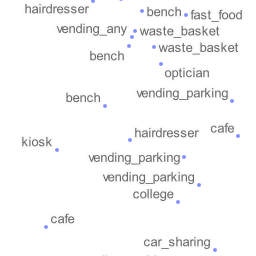 hairdresser
bench
fast_food
vending_any
waste_basket
waste_basket
bench
optician
vending_parking
bench
cafe
hairdresser
kiosk
vending_parking
vending_parking
college
cafe
car_sharing